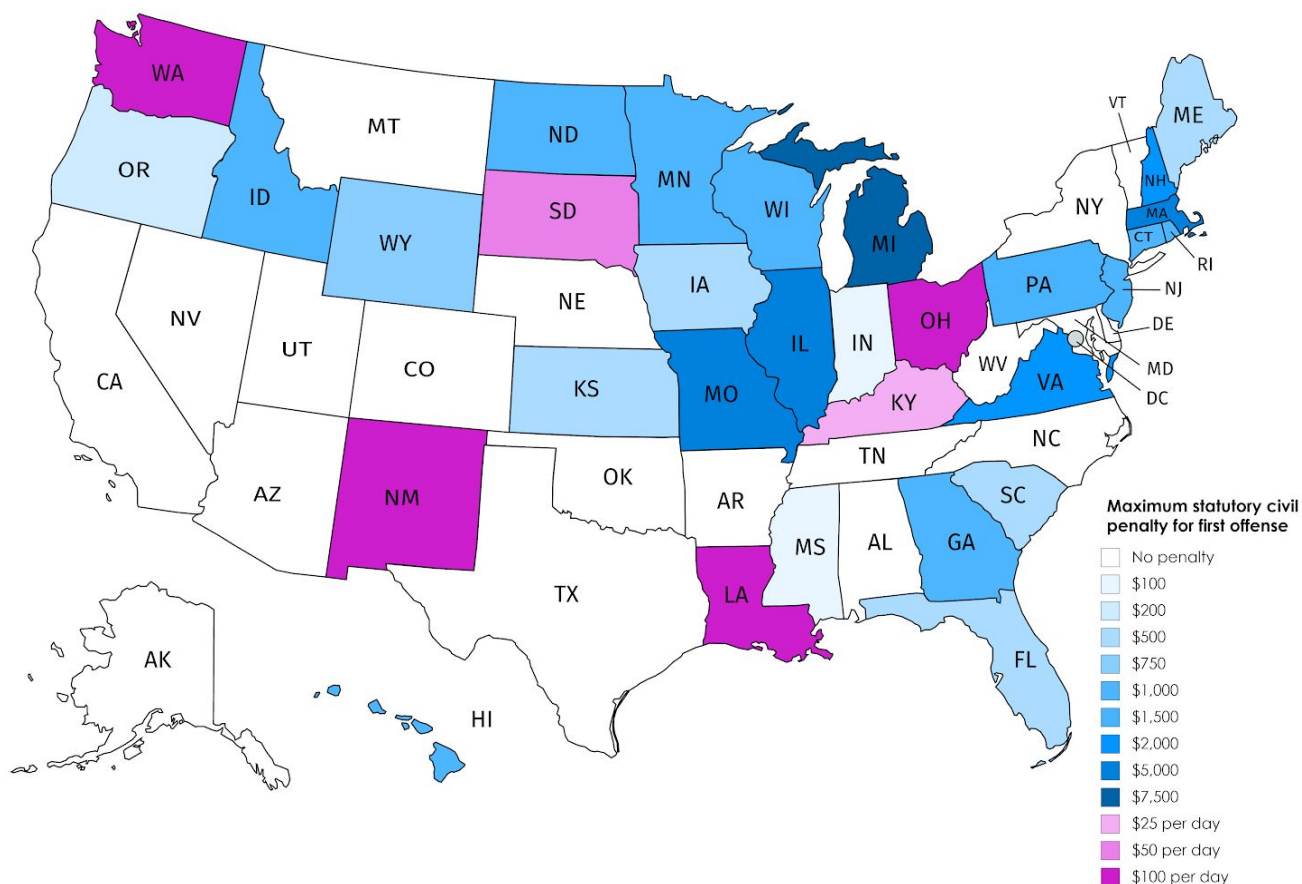 WA
OR
ID
MT
ND
SD
MN
WI
MI
WY
NE
IA
IL
IN
OH
PA
NY
VT
NH
ME
MA
CT
RI
NJ
DE
MD
DC
WV
VA
KY
NC
TN
SC
GA
FL
AL
MS
LA
AR
MO
KS
OK
TX
NM
CO
UT
NV
CA
AZ
AK
HI
Maximum statutory civil
penalty for first offense
No penalty
$100
$200
$500
$750
$1,000
$1,500
$2,000
$5,000
$7,500
$25 per day
$50 per day
$100 per day